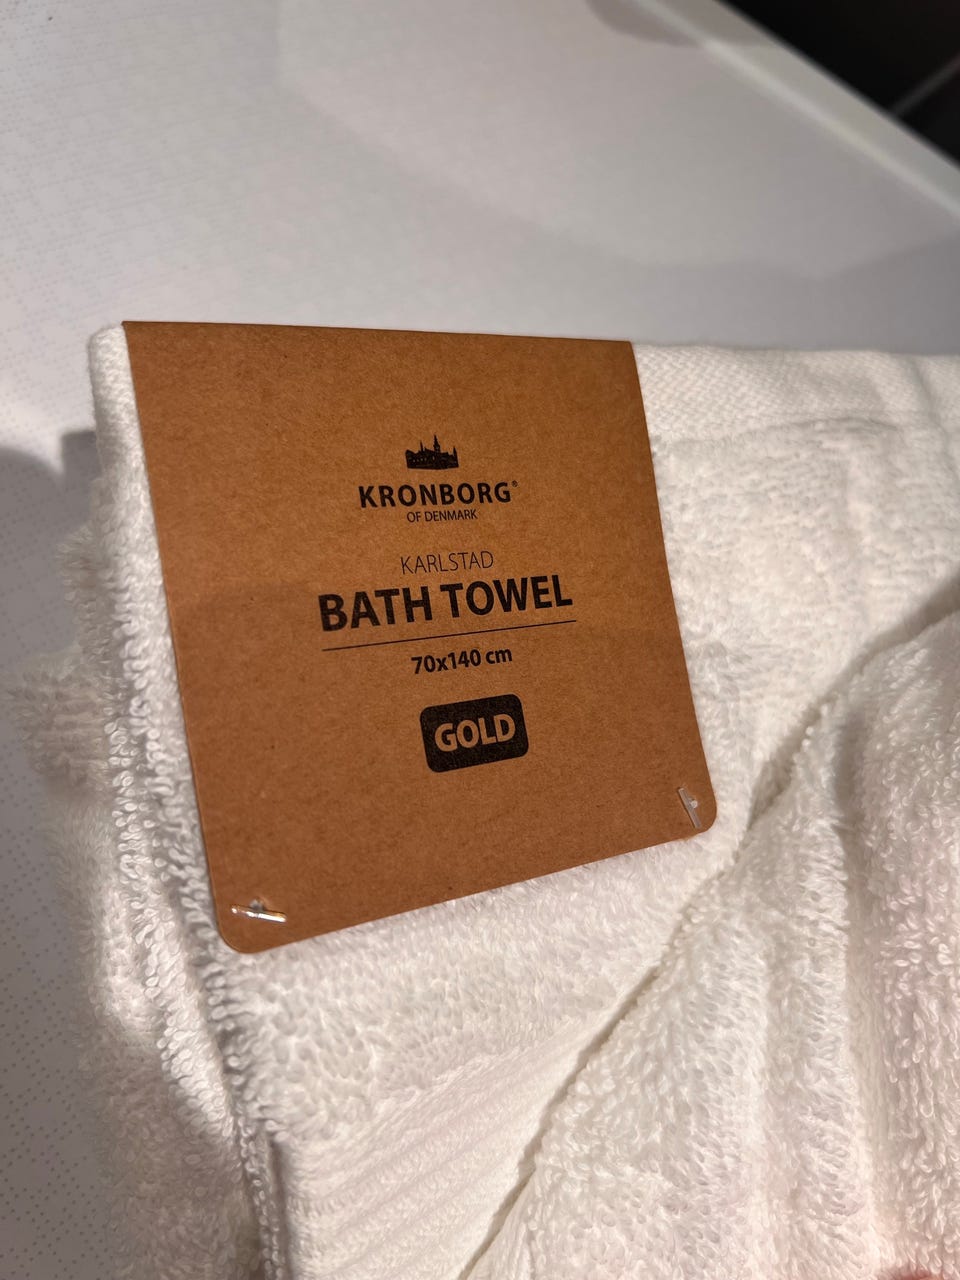 KRONBORG®
OF DENMARK
KARLSTAD
BATH TOWEL
70x140 cm
GOLD